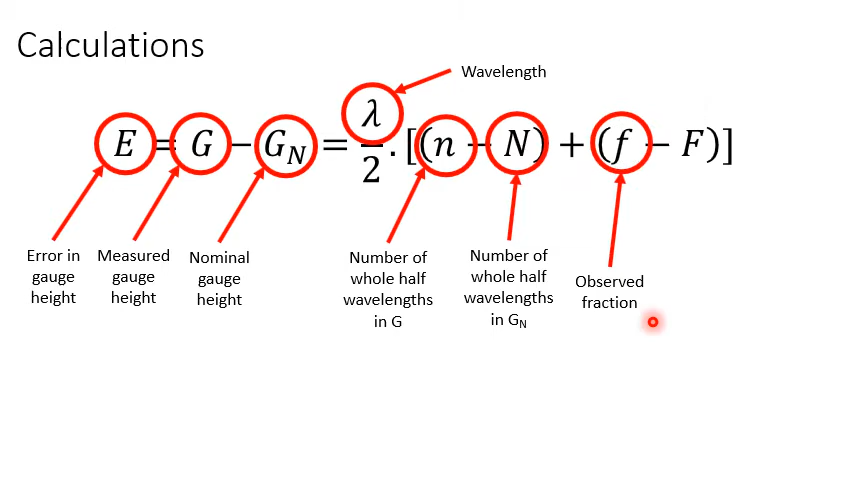 Calculations
Wavelength
E = G − G_N = λ/2 . [(n − N) + (f − F)]
Error in
gauge
height
Measured
gauge
height
Nominal
gauge
height
Number of
whole half
wavelengths
in G
Number of
whole half
wavelengths
in G_N
Observed
fraction